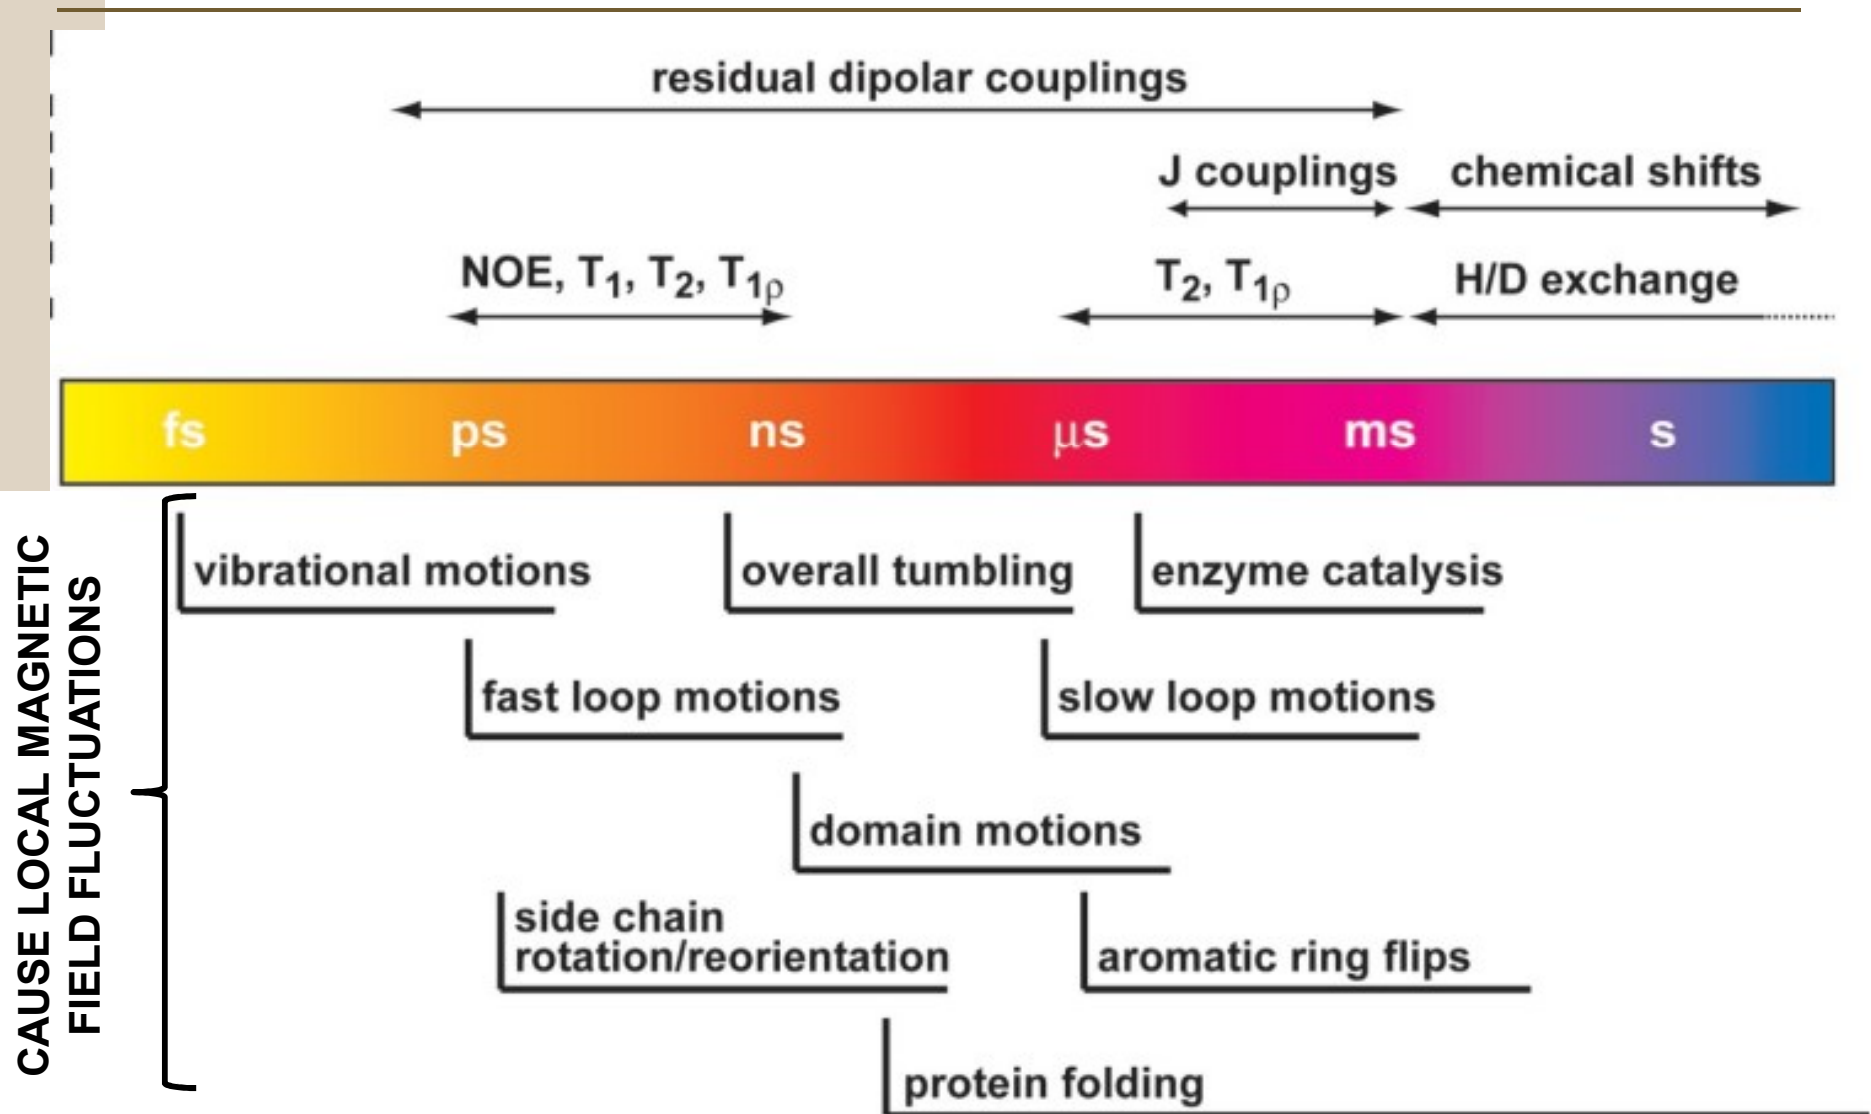 residual dipolar couplings
J couplings
chemical shifts
NOE, T1, T2, T1ρ
T2, T1ρ
H/D exchange
fs
ps
ns
μs
ms
s
CAUSE LOCAL MAGNETIC
FIELD FLUCTUATIONS
vibrational motions
overall tumbling
enzyme catalysis
fast loop motions
slow loop motions
domain motions
side chain
rotation/reorientation
aromatic ring flips
protein folding